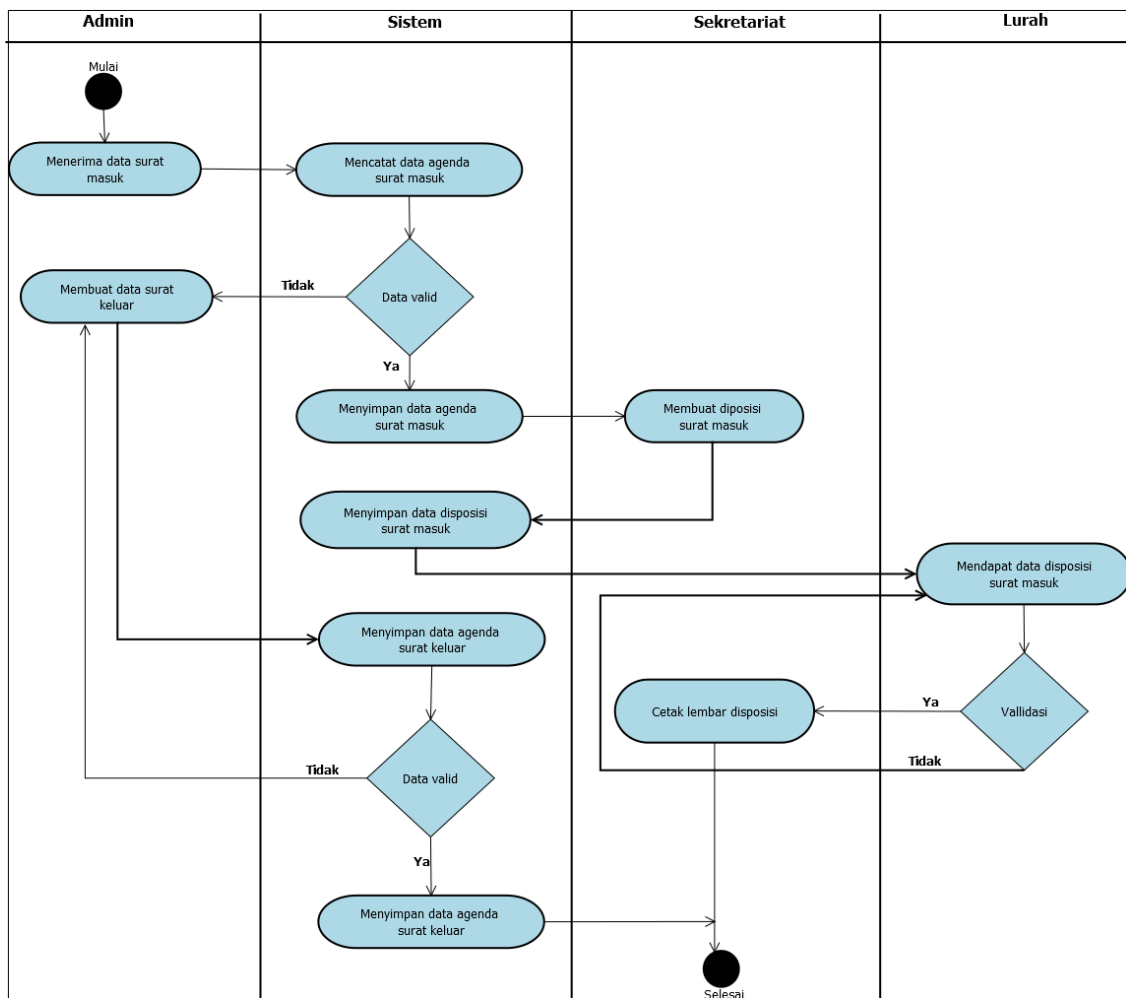 Admin
Sistem
Sekretariat
Lurah
Mulai
Menerima data surat
masuk
Mencatat data agenda
surat masuk
Membuat data surat
keluar
Tidak
Data valid
Ya
Menyimpan data agenda
surat masuk
Membuat diposisi
surat masuk
Menyimpan data disposisi
surat masuk
Mendapat data disposisi
surat masuk
Menyimpan data agenda
surat keluar
Cetak lembar disposisi
Ya
Vallidasi
Tidak
Tidak
Data valid
Ya
Menyimpan data agenda
surat keluar
Selesai